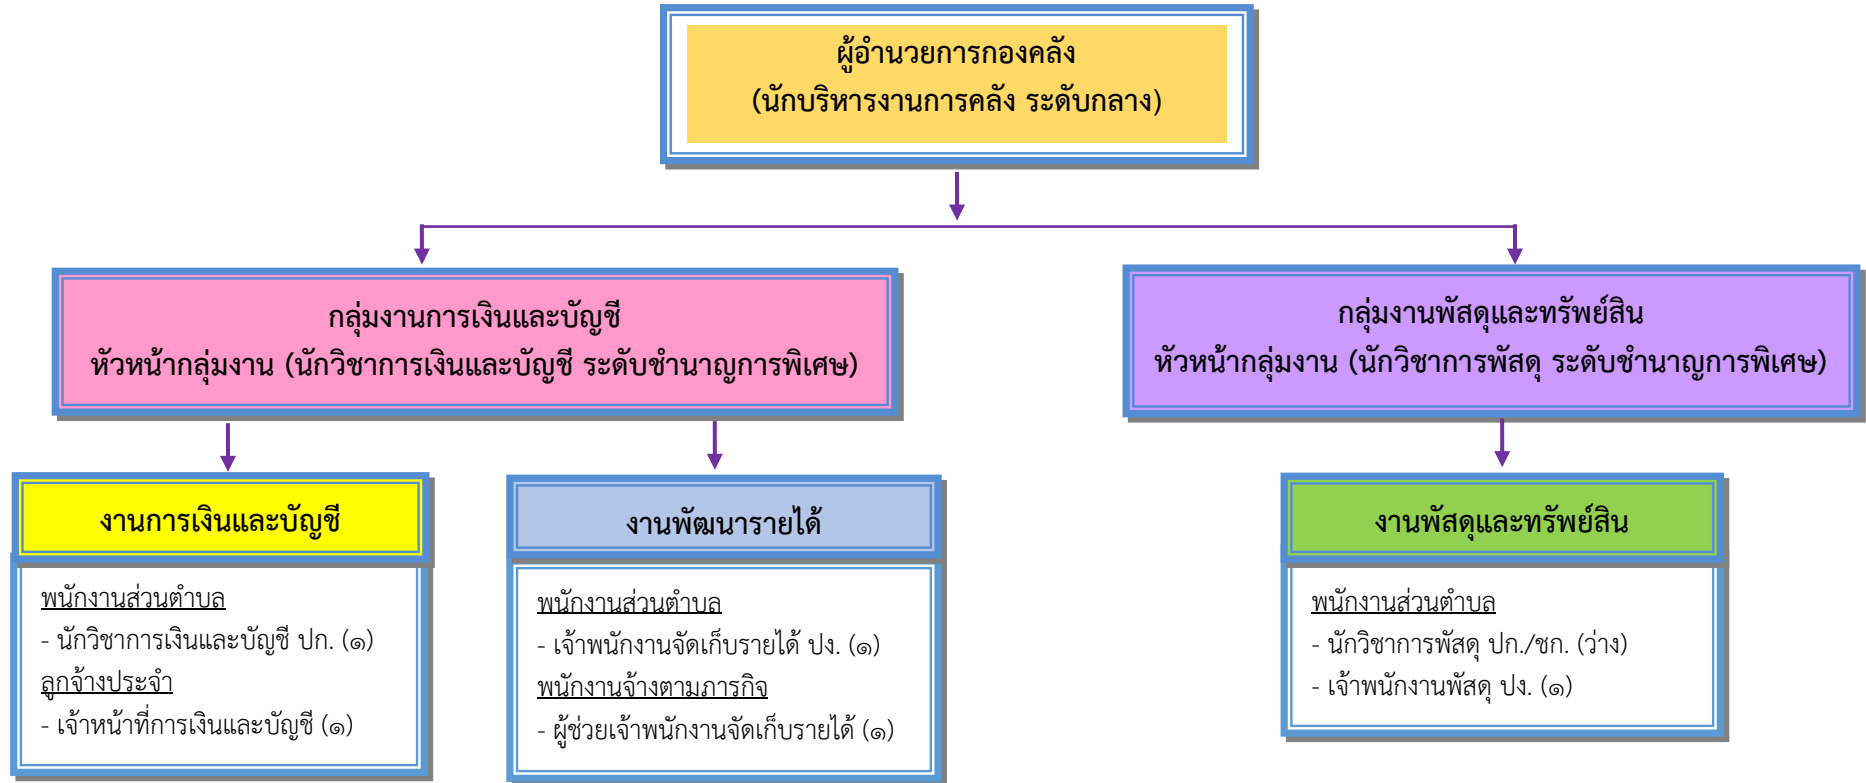 ผู้อำนวยการกองคลัง
(นักบริหารงานการคลัง ระดับกลาง)
กลุ่มงานการเงินและบัญชี
หัวหน้ากลุ่มงาน (นักวิชาการเงินและบัญชี ระดับชำนาญการพิเศษ)
กลุ่มงานพัสดุและทรัพย์สิน
หัวหน้ากลุ่มงาน (นักวิชาการพัสดุ ระดับชำนาญการพิเศษ)
งานการเงินและบัญชี
พนักงานส่วนตำบล
- นักวิชาการเงินและบัญชี ปก. (๑)
ลูกจ้างประจำ
- เจ้าหน้าที่การเงินและบัญชี (๑)
งานพัฒนารายได้
พนักงานส่วนตำบล
- เจ้าพนักงานจัดเก็บรายได้ ปง. (๑)
พนักงานจ้างตามภารกิจ
- ผู้ช่วยเจ้าพนักงานจัดเก็บรายได้ (๑)
งานพัสดุและทรัพย์สิน
พนักงานส่วนตำบล
- นักวิชาการพัสดุ ปก./ชก. (ว่าง)
- เจ้าพนักงานพัสดุ ปง. (๑)